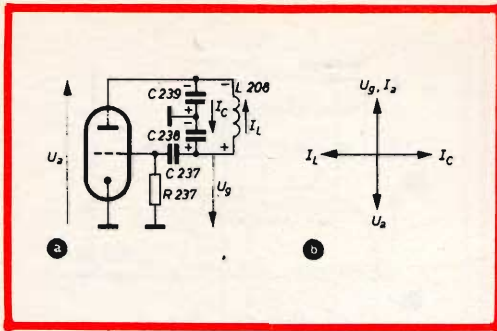 L 208
C 239
I_C
I_L
C 238
C 237
R 237
U_a
U_g
a
U_g, I_a
I_L
I_C
U_a
b